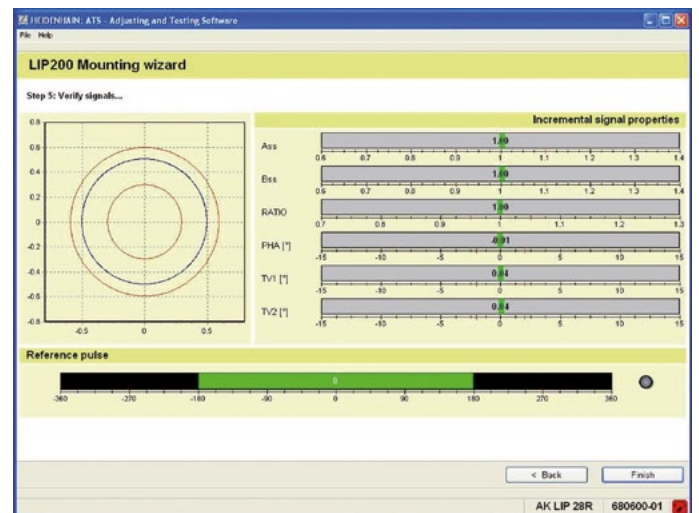 HEIDENHAIN: ATS - Adjusting and Testing Software
File Help
LIP200 Mounting wizard
Step 5: Verify signals...
Incremental signal properties
0.8
0.6
0.4
0.2
0
-0.2
-0.4
-0.6
-0.8
-0.5 0 0.5
Ass 1.00
0.6 0.7 0.8 0.9 1 1.1 1.2 1.3 1.4
Bss 1.00
0.6 0.7 0.8 0.9 1 1.1 1.2 1.3 1.4
RATIO 1.00
0.7 0.8 0.9 1 1.1 1.2 1.3
PHA [°] -0.01
-15 -10 -5 0 5 10 15
TV1 [°] 0.04
-15 -10 -5 0 5 10 15
TV2 [°] 0.04
-15 -10 -5 0 5 10 15
Reference pulse
0
-360 -270 -180 -90 0 90 180 270 360
< Back Finish
AK LIP 28R 680600-01